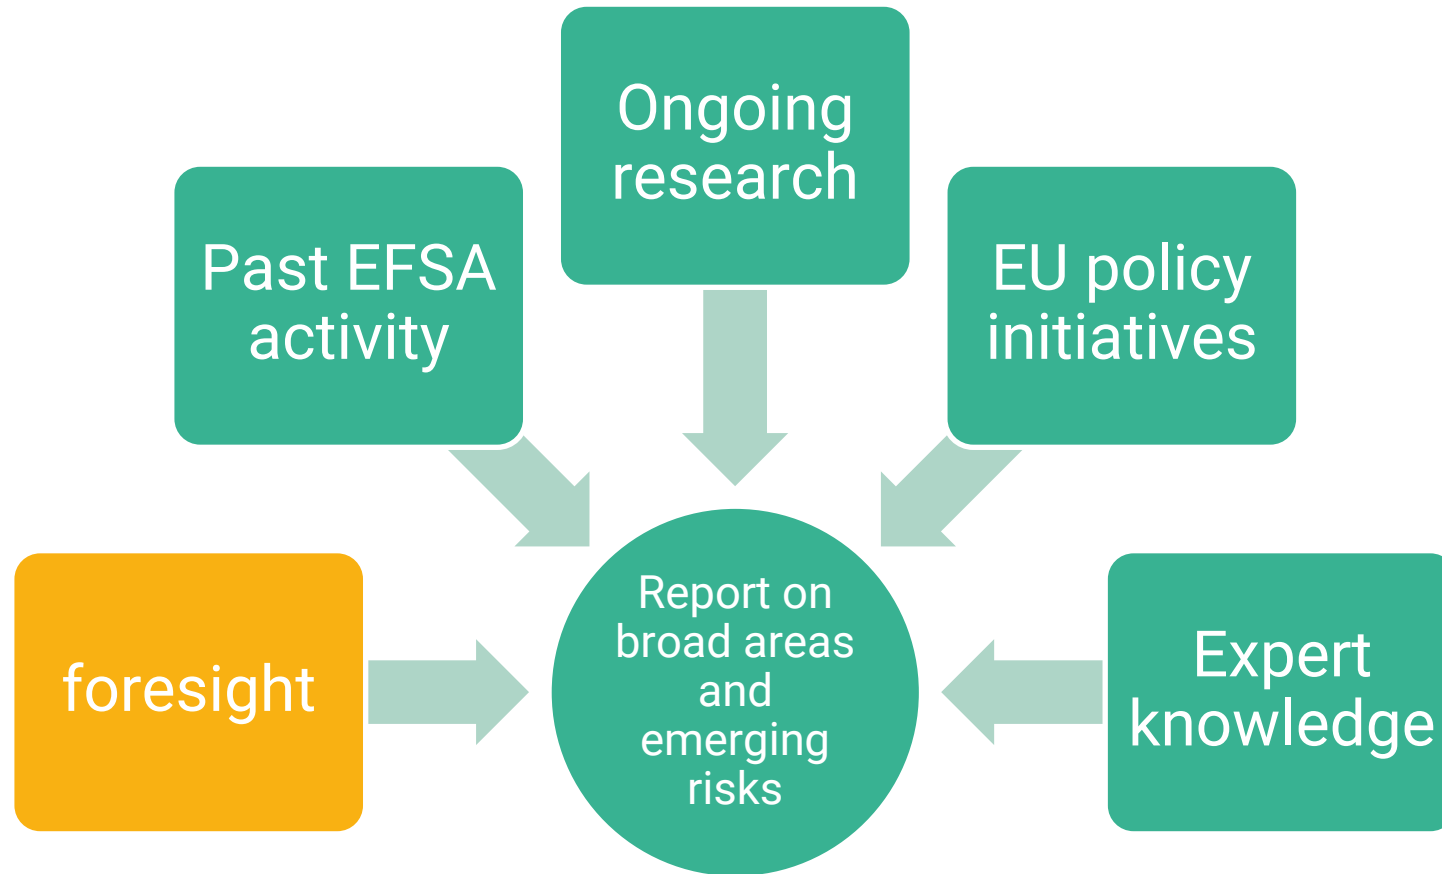 Ongoing
research
Past EFSA
activity
EU policy
initiatives
foresight
Report on
broad areas
and
emerging
risks
Expert
knowledge